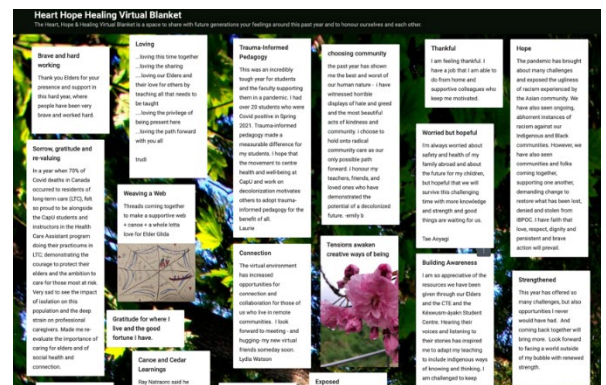 Heart Hope Healing Virtual Blanket
The Heart, Hope & Healing Virtual Blanket is a space to share with future generations your feelings around this past year and to honour ourselves and each other.
Brave and hard
working
Thank you Elders for your
presence and support in
this hard year, where
people have been very
brave and worked hard.
Sorrow, gratitude and
re-valuing
In a year when 70% of
Covid deaths in Canada
occurred to residents of
long-term care (LTC), felt
so proud to be alongside
the CapU students and
instructors in the Health
Care Assistant program
doing their practicums in
LTC; demonstrating the
courage to protect their
elders and the ambition to
care for those most at risk.
Very sad to see the impact
of isolation on this
population and the deep
strain on professional
caregivers. Made me re-
evaluate the importance of
caring for elders and of
social health and
connection.
Loving
...loving this time together
...loving the sharing
....loving our Elders and
their love for others by
teaching all that needs to
be taught
....loving the privilege of
being present here
...loving the path forward
with you all
trudi
Weaving a Web
Threads coming together
to make a supportive web
+ canoe + a whole lotta
love for Elder Gilda
Gratitude for where I
live and the good
fortune I have.
Canoe and Cedar
Learnings
Ray Natraoro said he
Trauma-Informed
Pedagogy
This was an incredibly
tough year for students
and the faculty supporting
them in a pandemic. I had
over 20 students who were
Covid positive in Spring
2021. Trauma-informed
pedagogy made a
measurable difference for
my students. I hope that
the movement to centre
health and well-being at
CapU and work on
decolonization motivates
others to adopt trauma-
informed pedagogy for the
benefit of all.
Laurie
Connection
The virtual environment
has increased
opportunities for
connection and
collaboration for those of
us who live in remote
communities. I look
forward to meeting - and
hugging- my new virtual
friends someday soon.
Lydia Watson
choosing community
the past year has shown
me the best and worst of
our human nature - i have
witnessed horrible
displays of hate and greed
and the most beautiful
acts of kindness and
community. i choose to
hold onto radical
community care as our
only possible path
forward. i honour my
teachers, friends, and
loved ones who have
demonstrated the
potential of a decolonized
future. -emily b
Tensions awaken
creative ways of being
Exposed
Thankful
I am feeling thankful. I
have a job that I am able to
do from home and
supportive colleagues who
keep me motivated.
Worried but hopeful
I'm always worried about
safety and health of my
family abroad and about
the future for my children,
but hopeful that we will
survive this challenging
time with more knowledge
and strength and good
things are waiting for us.
Tae Anyagi
Building Awareness
I am so appreciative of the
resources we have been
given through our Elders
and the CTE and the
Student
Centre. Hearing their
voices and listening to
their stories has inspired
me to adapt my teaching
to include indigenous
ways of knowing and
thinking. I
am challenged to keep
Hope
The pandemic has brought
about many challenges
and exposed the ugliness
of racism experienced by
the Asian community. We
have also seen ongoing,
abhorrent instances of
racism against our
Indigenous and Black
communities. However, we
have also seen
communities and folks
coming together,
supporting one another,
demanding change to
restore what has been lost,
denied and stolen from
IBPOC. I have faith that
love, respect, dignity and
persistent and brave
action will prevail.
Strengthened
This year has offered so
many challenges, but also
opportunities I never
would have had. And
coming back together will
bring more. Look forward
to facing a world outside
of my bubble with renewed
strength.